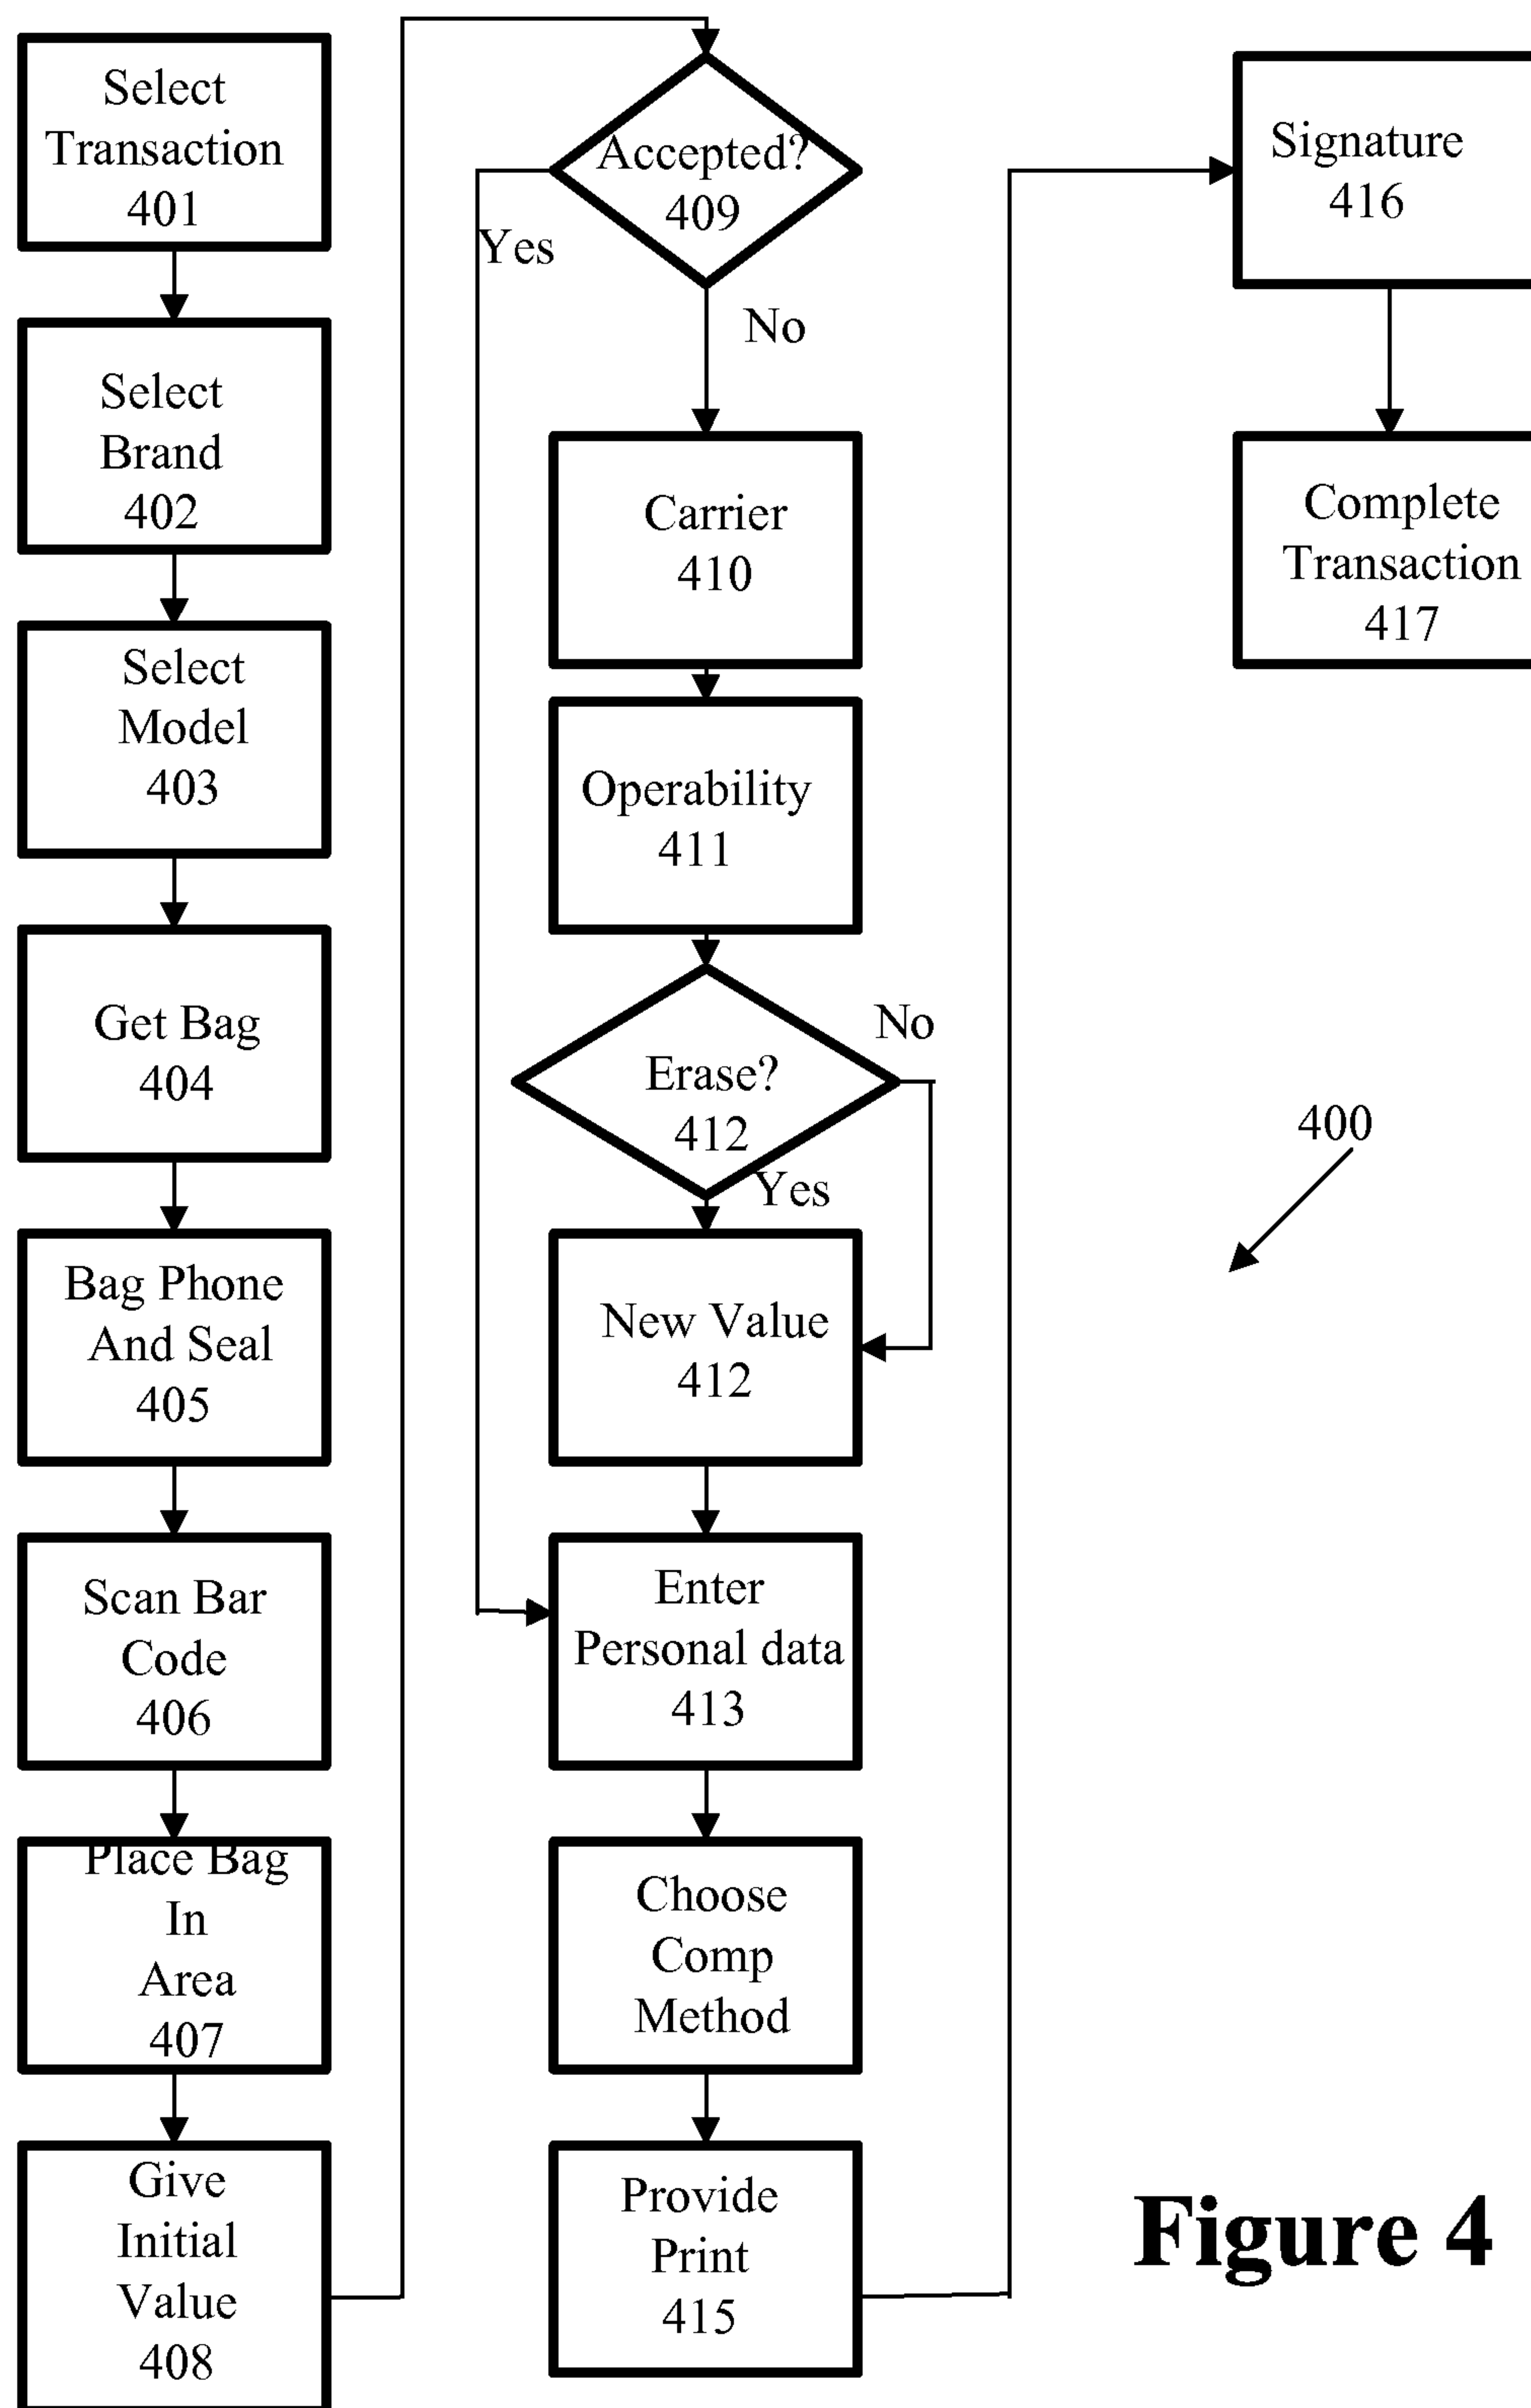 Select
Transaction
401
Select
Brand
402
Select
Model
403
Get Bag
404
Bag Phone
And Seal
405
Scan Bar
Code
406
Place Bag
In
Area
407
Give
Initial
Value
408
Accepted?
409
Yes
No
Carrier
410
Operability
411
Erase?
412
No
Yes
New Value
412
Enter
Personal data
413
Choose
Comp
Method
Provide
Print
415
Signature
416
Complete
Transaction
417
400
Figure 4